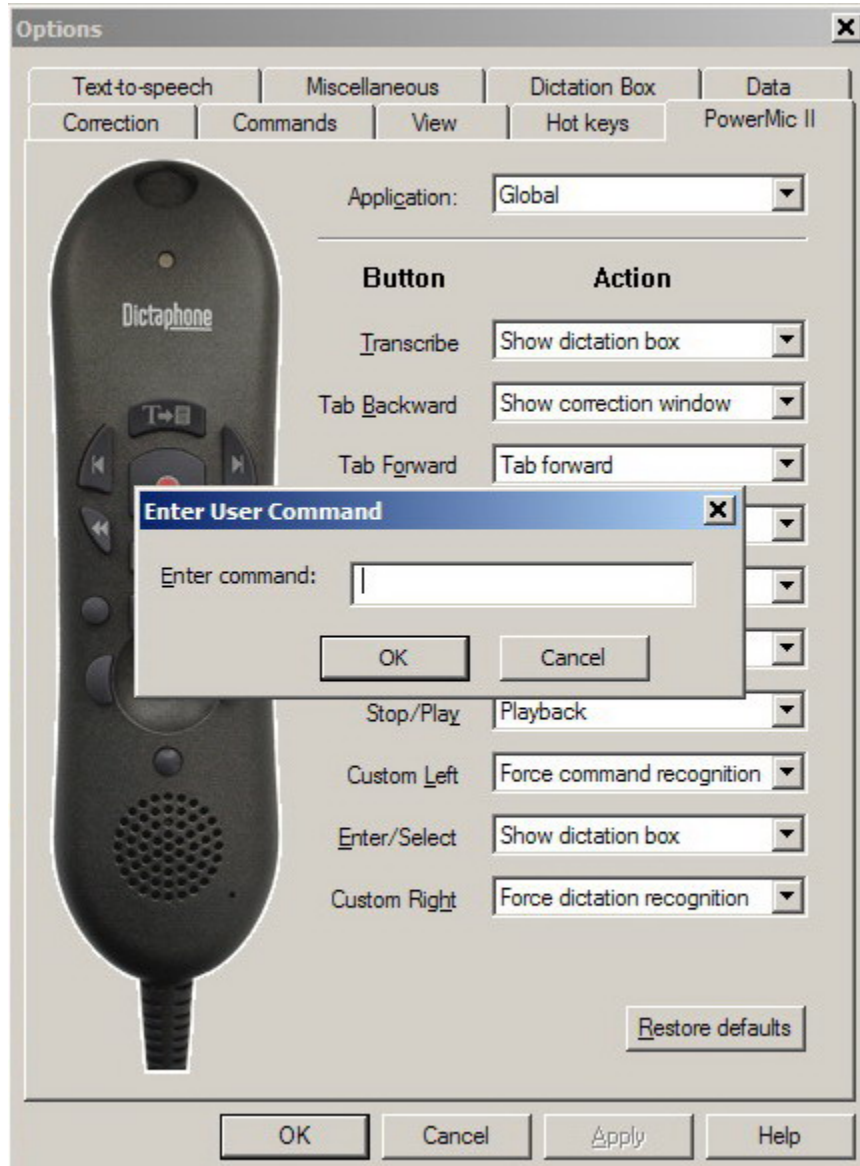 Options
Text-to-speech Miscellaneous Dictation Box Data
Correction Commands View Hot keys PowerMic II
Application: Global
Button Action
Dictaphone
Transcribe Show dictation box
Tab Backward Show correction window
T
Tab Forward Tab forward
Enter User Command
Enter command:
OK Cancel
Stop/Play Playback
Custom Left Force command recognition
Enter/Select Show dictation box
Custom Right Force dictation recognition
Restore defaults
OK Cancel Apply Help